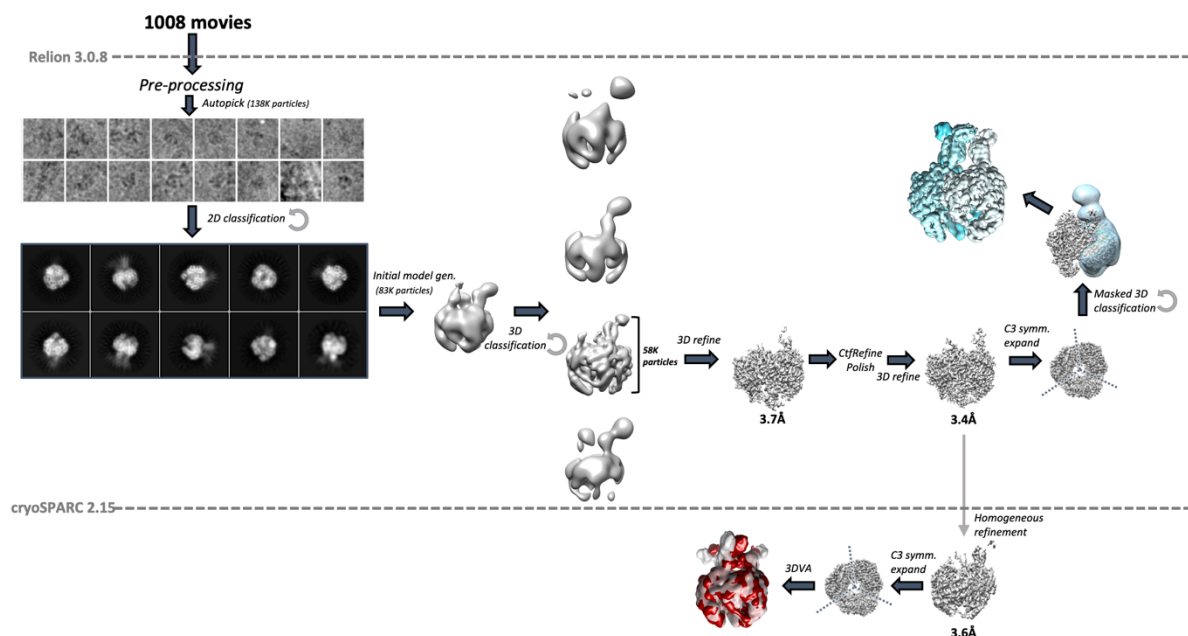 1008 movies
Relion 3.0.8
Pre-processing
Autopick (138K particles)
2D classification
Initial model gen.
(83K particles)
3D
classification
58K
particles
3D refine
3.7Å
CtfRefine
Polish
3D refine
3.4Å
C3 symm.
expand
Masked 3D
classification
cryoSPARC 2.15
Homogeneous
refinement
3.6Å
C3 symm.
expand
3DVA